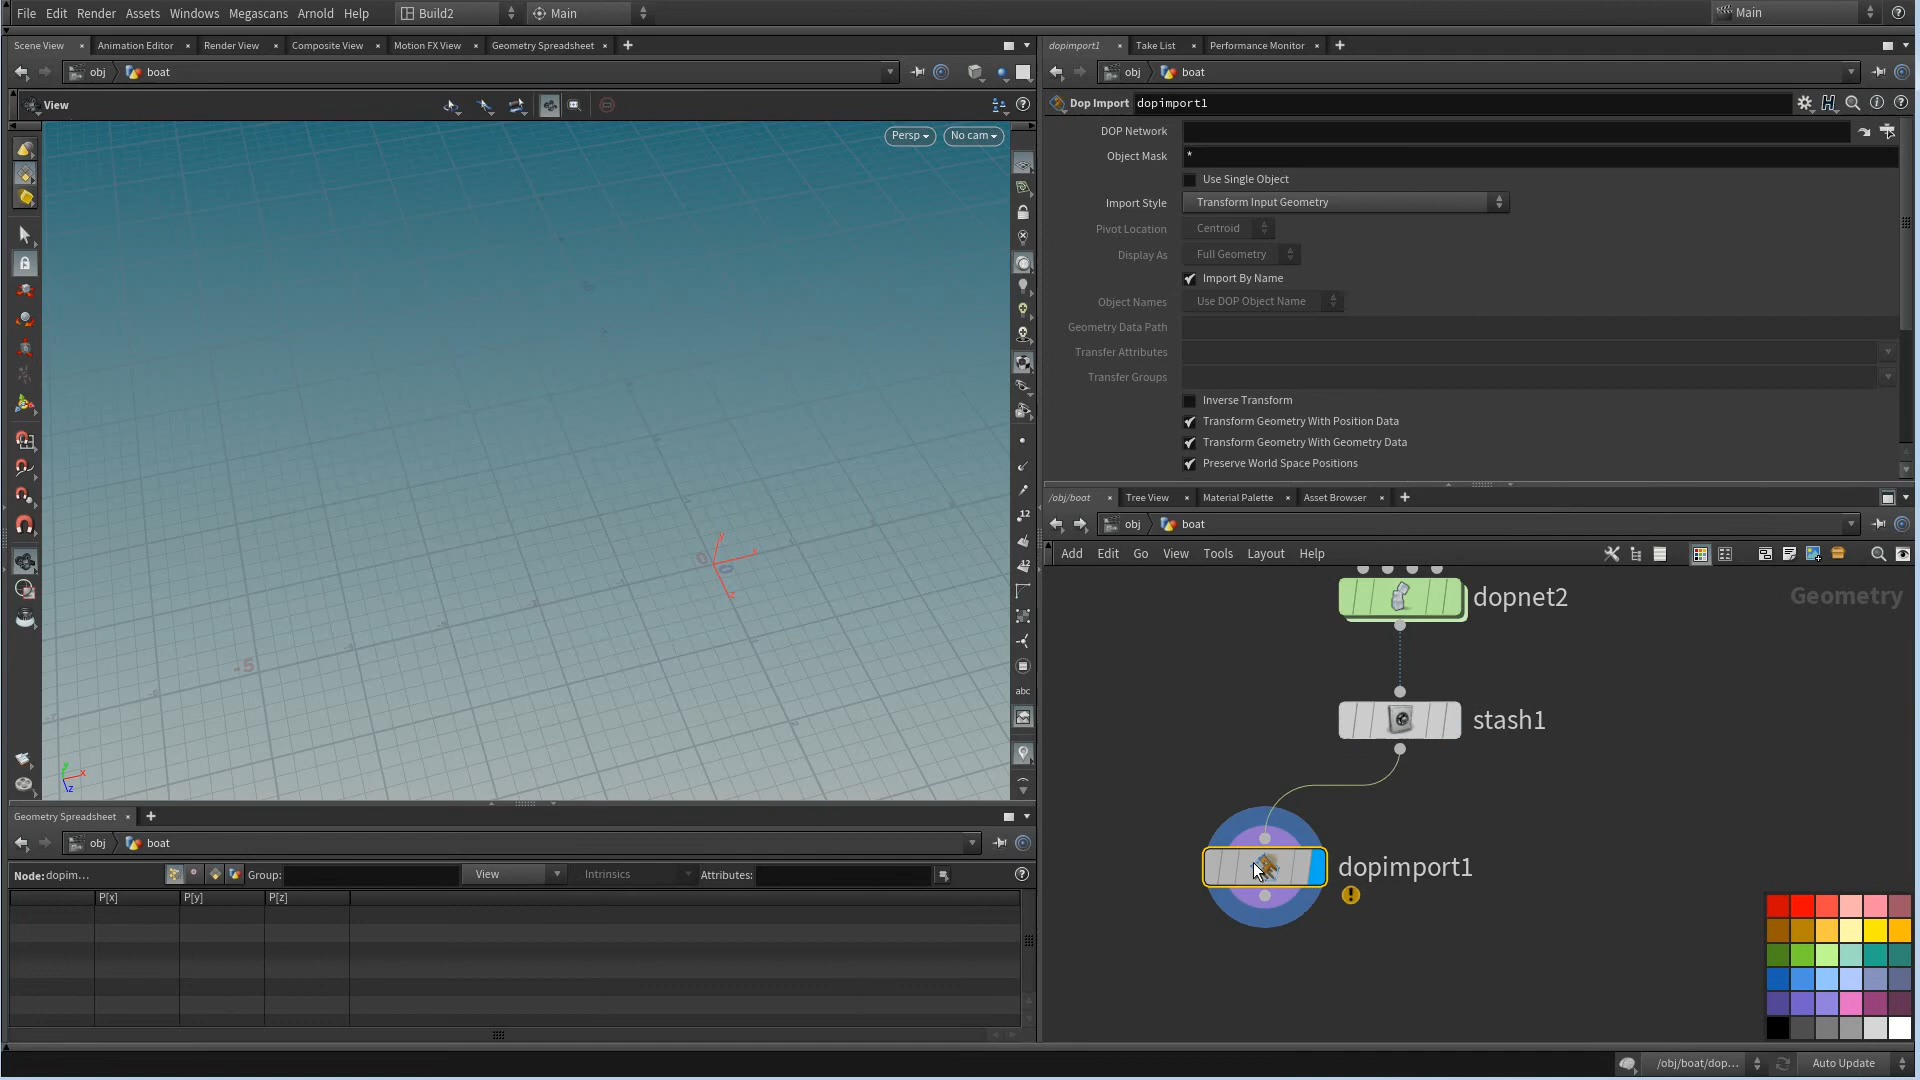 File Edit Render Assets Windows Megascans Arnold Help Build2 Main Main
Scene View Animation Editor Render View Composite View Motion FX View Geometry Spreadsheet
obj boat
View
Persp No cam
12
12
abc
-5
0 0
x
y
z
y x z
Geometry Spreadsheet
obj boat
Node:dopim... Group: View Intrinsics Attributes:
P[x] P[y] P[z]
dopimport1 Take List Performance Monitor
obj boat
Dop Import dopimport1
DOP Network
Object Mask *
Use Single Object
Import Style Transform Input Geometry
Pivot Location Centroid
Display As Full Geometry
Import By Name
Object Names Use DOP Object Name
Geometry Data Path
Transfer Attributes
Transfer Groups
Inverse Transform
Transform Geometry With Position Data
Transform Geometry With Geometry Data
Preserve World Space Positions
/obj/boat Tree View Material Palette Asset Browser
obj boat
Add Edit Go View Tools Layout Help
Geometry
dopnet2
stash1
dopimport1
/obj/boat/dop... Auto Update